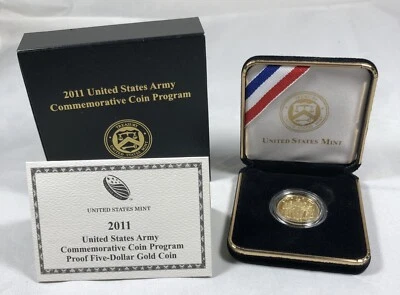 2011 United States Army
Commemorative Coin Program
UNITED STATES MINT
UNITED STATES MINT
2011
United States Army
Commemorative Coin Program
Proof Five-Dollar Gold Coin